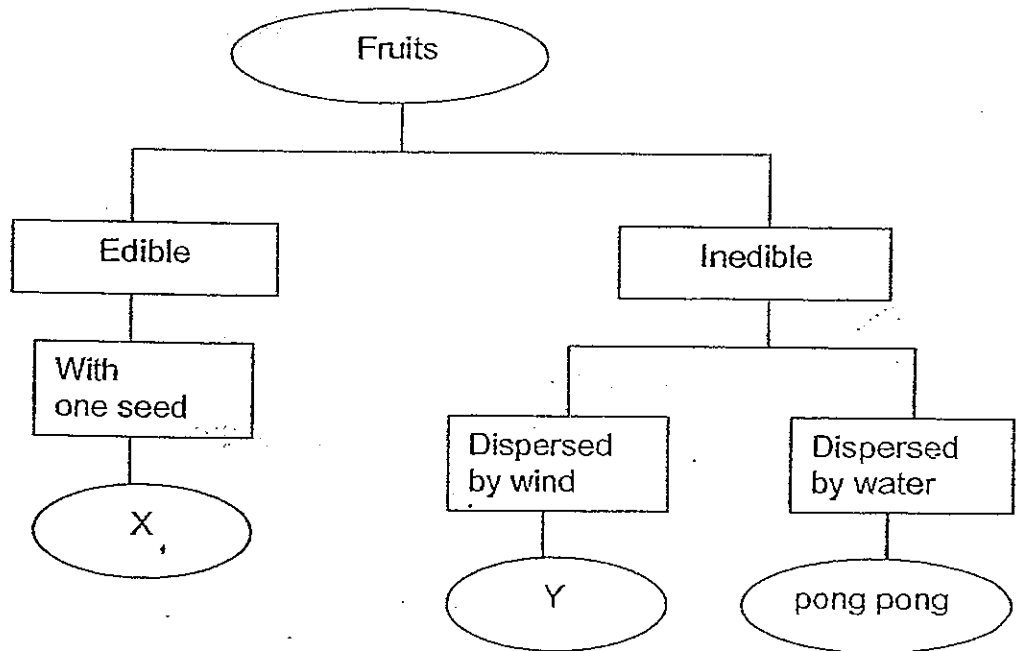 Fruits
Edible
Inedible
With
one seed
Dispersed
by wind
Dispersed
by water
X
Y
pong pong